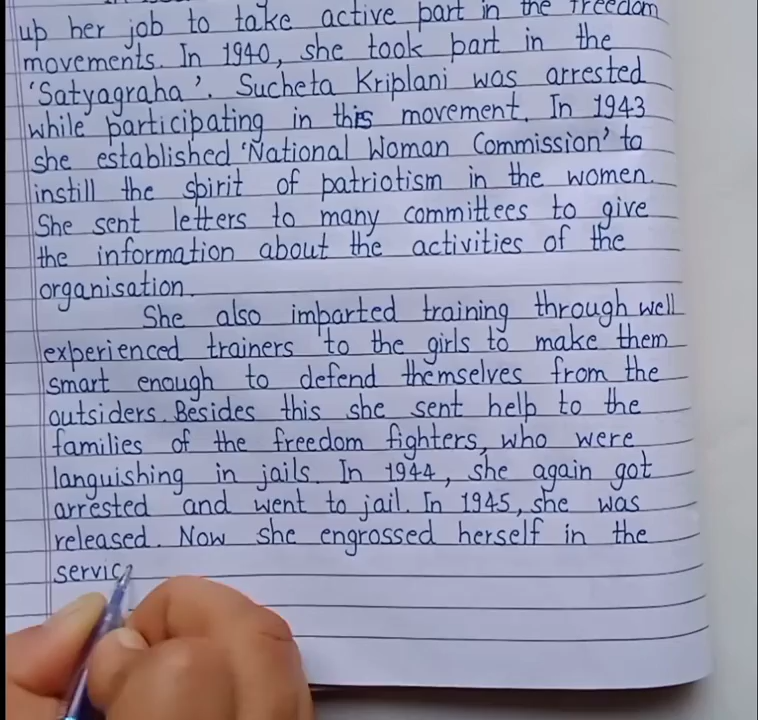 up her job to take active part in the freedom
movements. In 1940, she took part in the
'Satyagraha'. Sucheta Kriplani was arrested
while participating in this movement. In 1943
she established 'National Woman Commission' to
instill the spirit of patriotism in the women.
She sent letters to many committees to give
the information about the activities of the
organisation.
She also imparted training through well
experienced trainers to the girls to make them
smart enough to defend themselves from the
outsiders. Besides this she sent help to the
families of the freedom fighters, who were
languishing in jails. In 1944, she again got
arrested and went to jail. In 1945, she was
released. Now she engrossed herself in the
servic